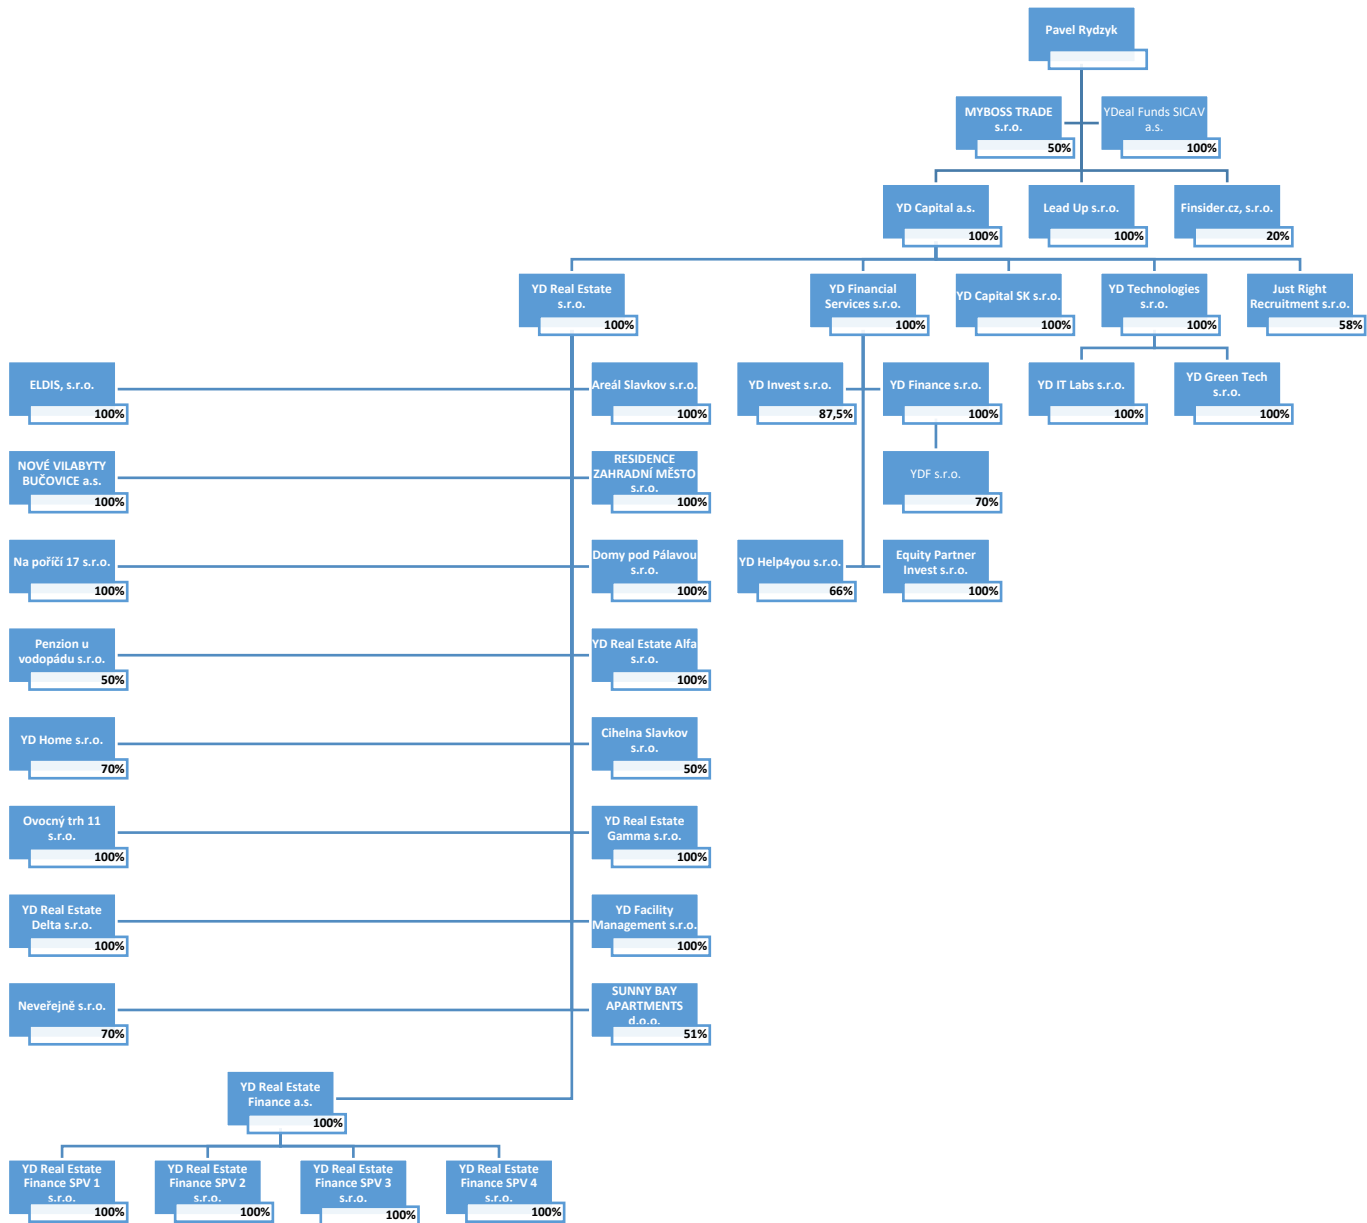 Pavel Rydzyk
MYBOSS TRADE
s.r.o.
50%
YDeal Funds SICAV
a.s.
100%
YD Capital a.s.
100%
Lead Up s.r.o.
100%
Finsider.cz, s.r.o.
20%
YD Real Estate
s.r.o.
100%
YD Financial
Services s.r.o.
100%
YD Capital SK s.r.o.
100%
YD Technologies
s.r.o.
100%
Just Right
Recruitment s.r.o.
58%
ELDIS, s.r.o.
100%
Areál Slavkov s.r.o.
100%
YD Invest s.r.o.
87,5%
YD Finance s.r.o.
100%
YD IT Labs s.r.o.
100%
YD Green Tech
s.r.o.
100%
NOVÉ VILABYTY
BUČOVICE a.s.
100%
RESIDENCE
ZAHRADNÍ MĚSTO
s.r.o.
100%
YDF s.r.o.
70%
Na poříčí 17 s.r.o.
100%
Domy pod Pálavou
s.r.o.
100%
YD Help4you s.r.o.
66%
Equity Partner
Invest s.r.o.
100%
Penzion u
vodopádu s.r.o.
50%
YD Real Estate Alfa
s.r.o.
100%
YD Home s.r.o.
70%
Cihelna Slavkov
s.r.o.
50%
Ovocný trh 11
s.r.o.
100%
YD Real Estate
Gamma s.r.o.
100%
YD Real Estate
Delta s.r.o.
100%
YD Facility
Management s.r.o.
100%
Neveřejně s.r.o.
70%
SUNNY BAY
APARTMENTS
d.o.o.
51%
YD Real Estate
Finance a.s.
100%
YD Real Estate
Finance SPV 1
s.r.o.
100%
YD Real Estate
Finance SPV 2
s.r.o.
100%
YD Real Estate
Finance SPV 3
s.r.o.
100%
YD Real Estate
Finance SPV 4
s.r.o.
100%